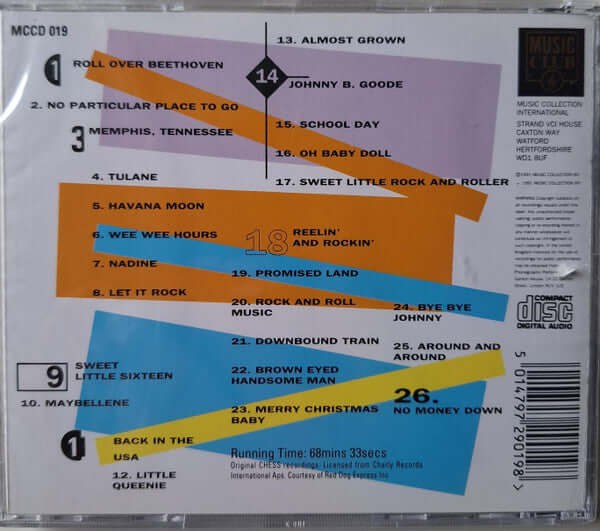 MCCD 019
1 ROLL OVER BEETHOVEN
2. NO PARTICULAR PLACE TO GO
3 MEMPHIS, TENNESSEE
4. TULANE
5. HAVANA MOON
6. WEE WEE HOURS
7. NADINE
8. LET IT ROCK
9 SWEET
LITTLE SIXTEEN
10. MAYBELLENE
11 BACK IN THE
USA
12. LITTLE
QUEENIE
13. ALMOST GROWN
14 JOHNNY B. GOODE
15. SCHOOL DAY
16. OH BABY DOLL
17. SWEET LITTLE ROCK AND ROLLER
18 REELIN'
AND ROCKIN'
19. PROMISED LAND
20. ROCK AND ROLL
MUSIC
21. DOWNBOUND TRAIN
22. BROWN EYED
HANDSOME MAN
23. MERRY CHRISTMAS
BABY
24. BYE BYE
JOHNNY
25. AROUND AND
AROUND
26.
NO MONEY DOWN
Running Time: 68mins 33secs
Original CHESS recordings. Licensed from Charly Records
International Aps. Courtesy of Red Dog Express Inc
MUSIC
CLUB
MUSIC COLLECTION
INTERNATIONAL
STRAND VCI HOUSE
CAXTON WAY
WATFORD
HERTFORDSHIRE
WD1 8UF
COMPACT
disc
DIGITAL AUDIO
5 014797 290198 >